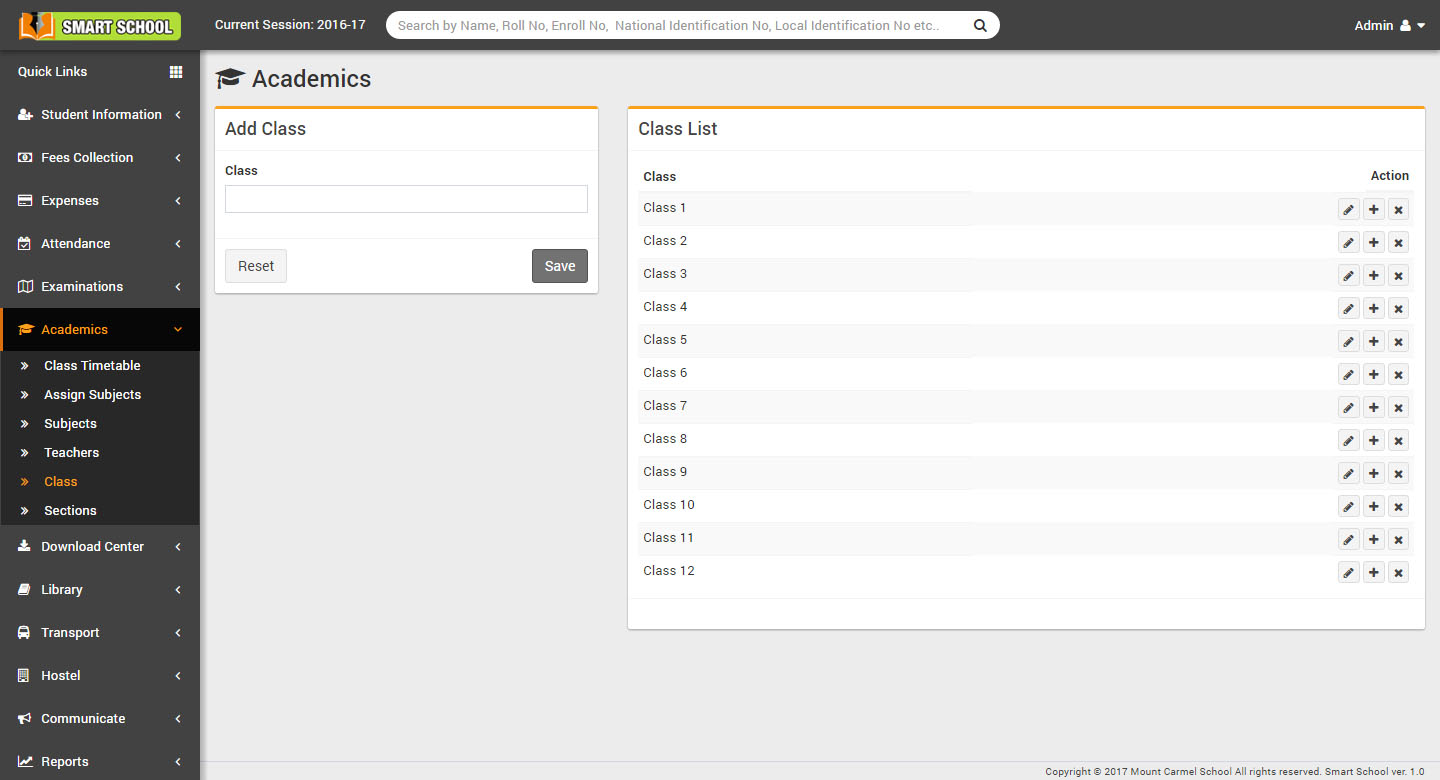 SMART SCHOOL
Current Session: 2016-17
Search by Name, Roll No, Enroll No, National Identification No, Local Identification No etc..
Admin
Quick Links
Student Information
Fees Collection
Expenses
Attendance
Examinations
Academics
Class Timetable
Assign Subjects
Subjects
Teachers
Class
Sections
Download Center
Library
Transport
Hostel
Communicate
Reports
Academics
Add Class
Class
Reset
Save
Class List
Class Action
Class 1
Class 2
Class 3
Class 4
Class 5
Class 6
Class 7
Class 8
Class 9
Class 10
Class 11
Class 12
Copyright © 2017 Mount Carmel School All rights reserved. Smart School ver. 1.0